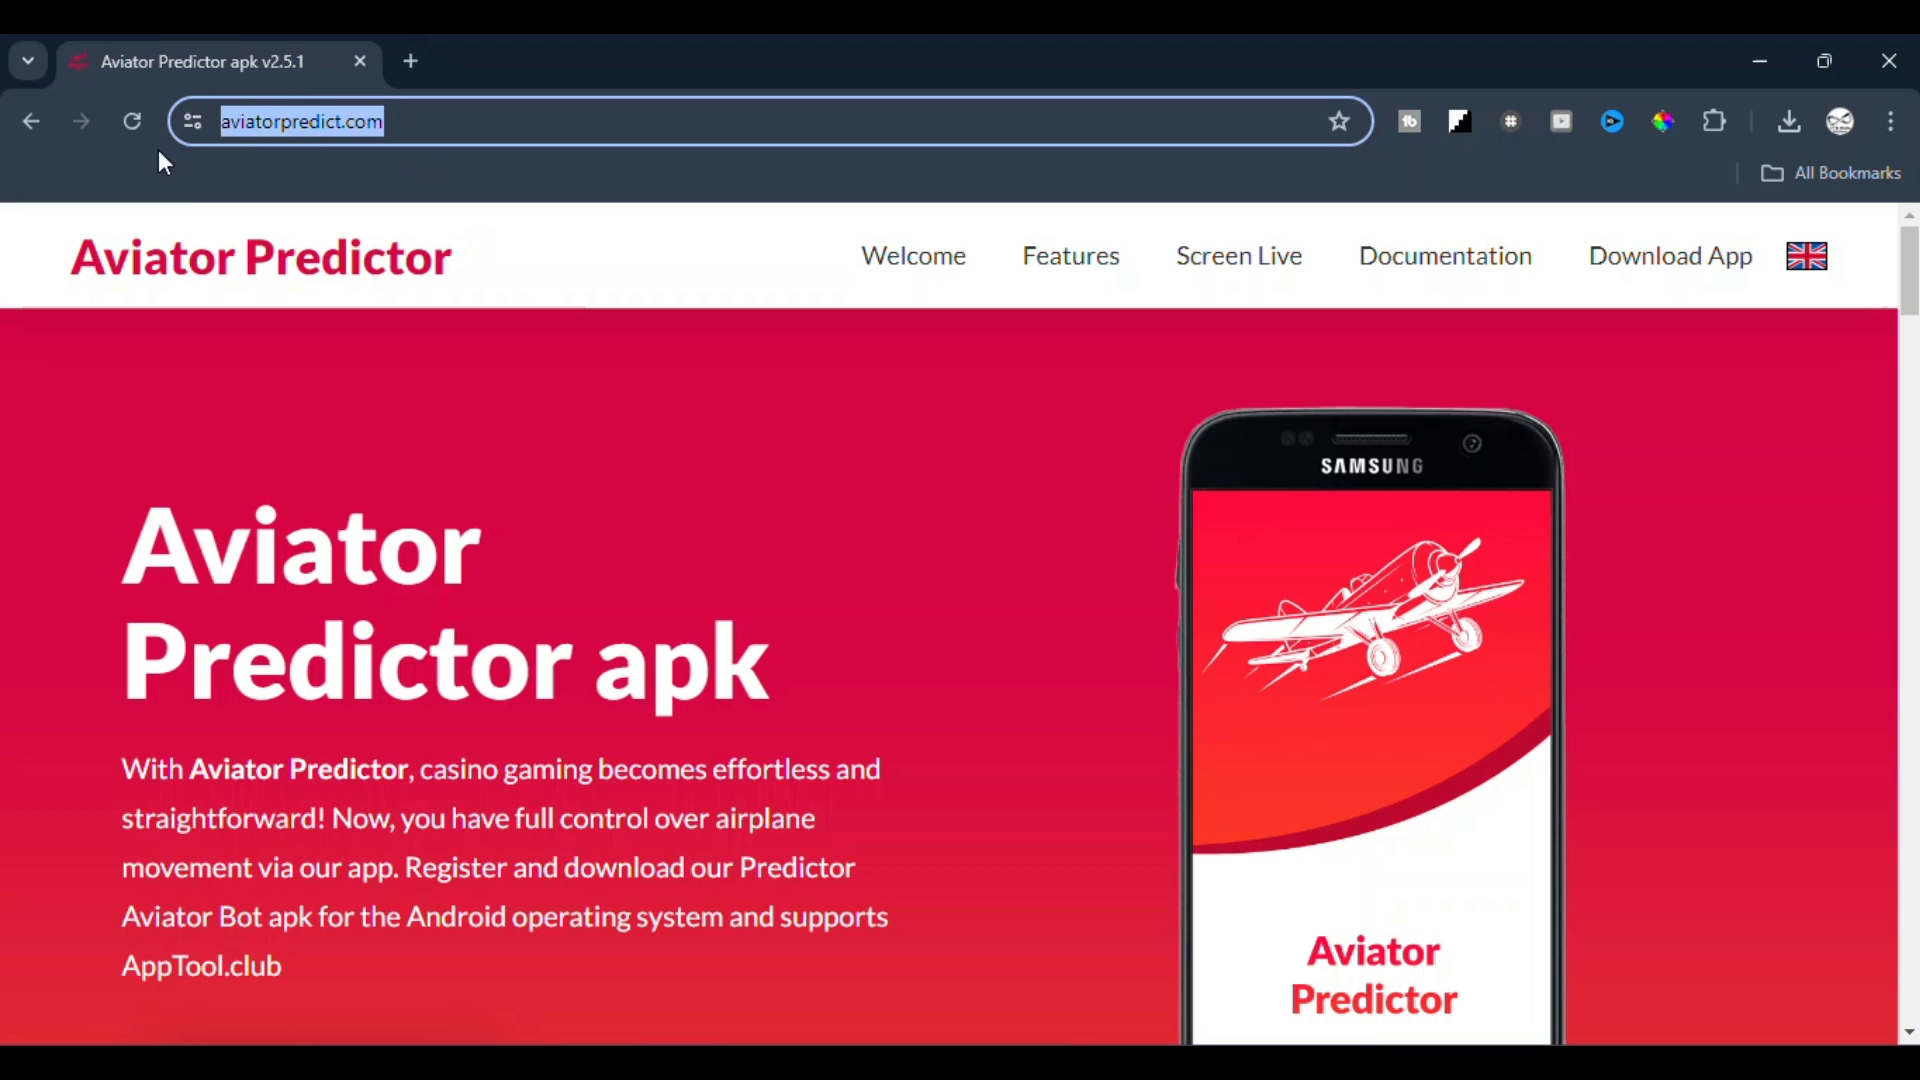 Aviator Predictor apk v2.5.1
aviatorpredict.com
All Bookmarks
Aviator Predictor
Welcome
Features
Screen Live
Documentation
Download App
Aviator
Predictor apk
With Aviator Predictor, casino gaming becomes effortless and
straightforward! Now, you have full control over airplane
movement via our app. Register and download our Predictor
Aviator Bot apk for the Android operating system and supports
AppTool.club
SAMSUNG
Aviator
Predictor